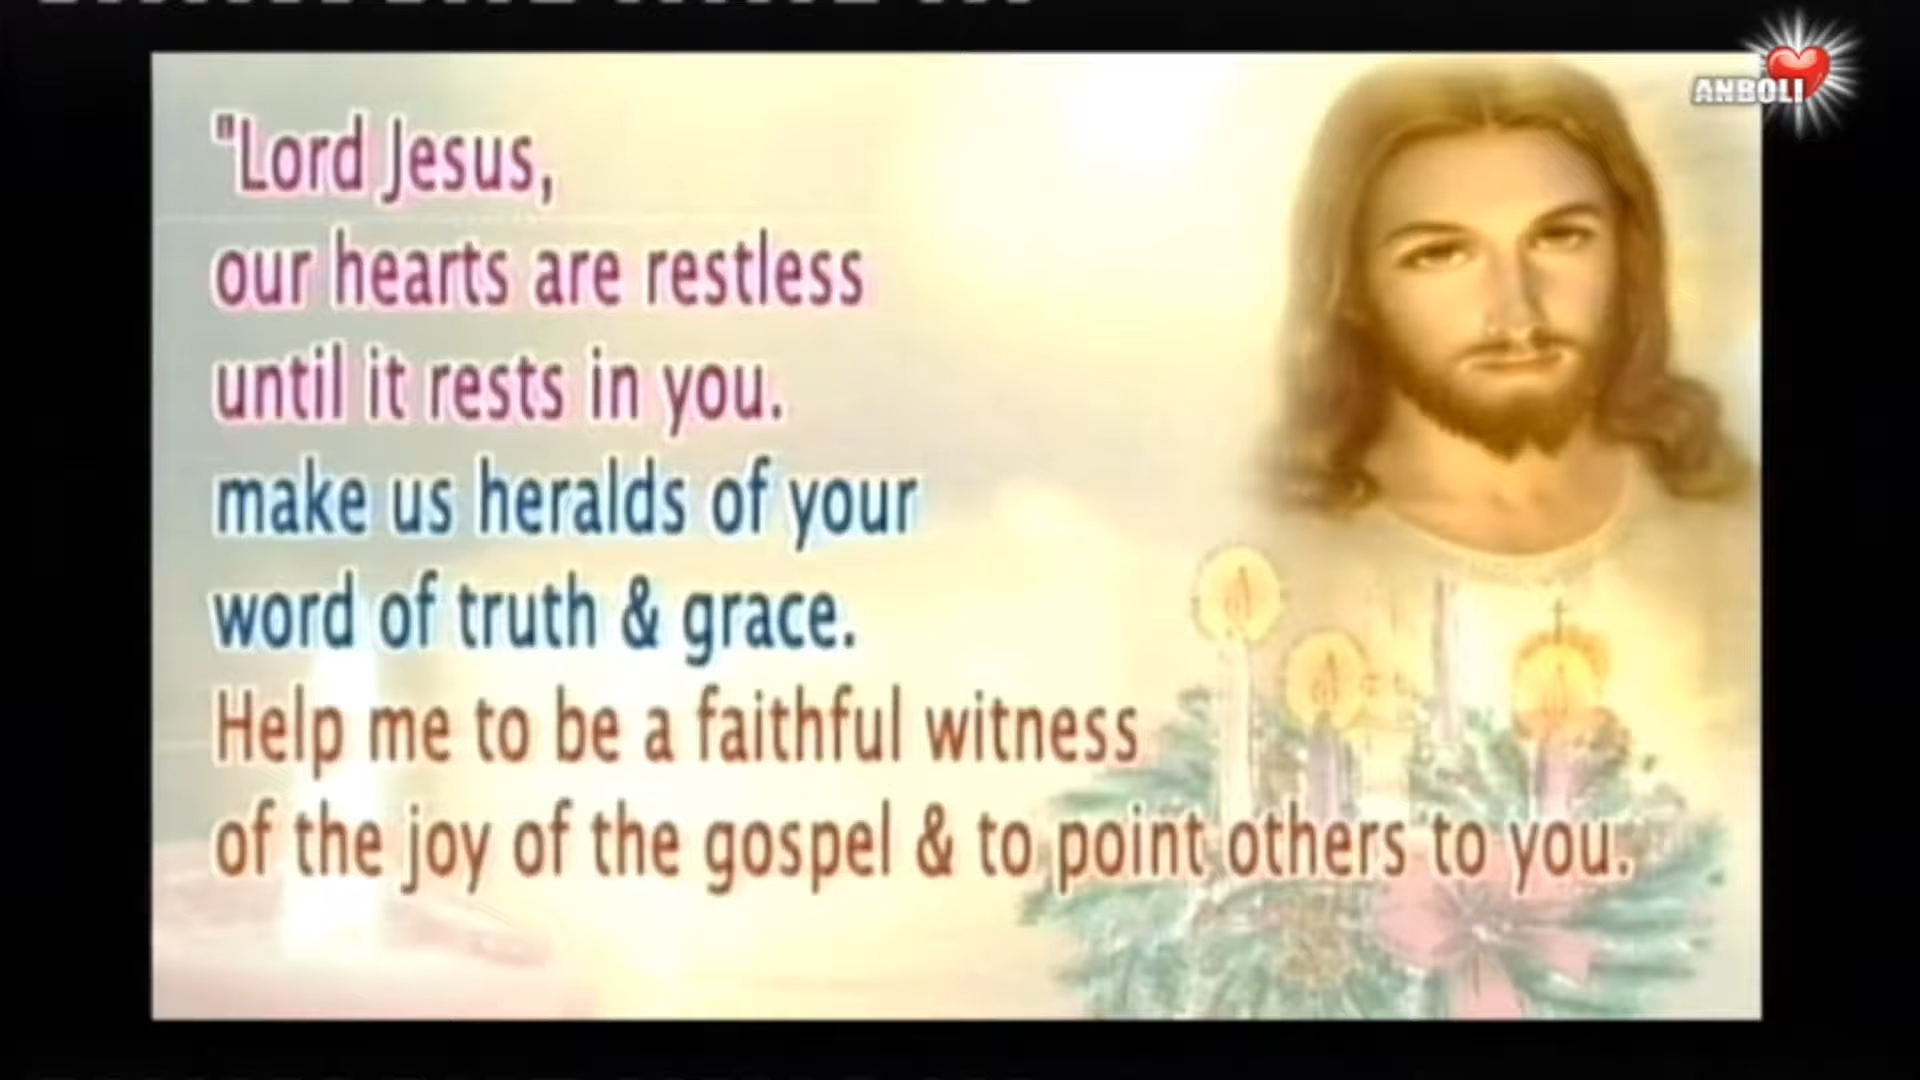 ANBOLI
"Lord Jesus,
our hearts are restless
until it rests in you.
make us heralds of your
word of truth & grace.
Help me to be a faithful witness
of the joy of the gospel & to point others to you.